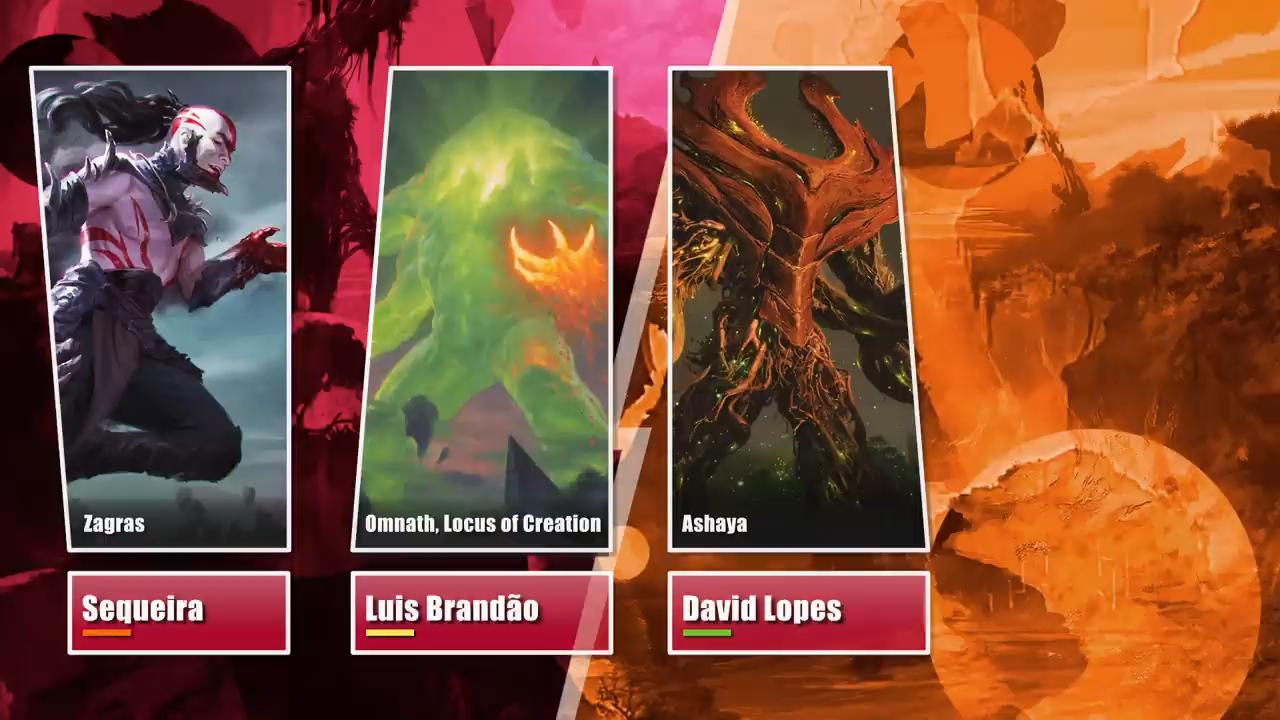 Zagras
Omnath, Locus of Creation
Ashaya
Sequeira
Luis Brandão
David Lopes